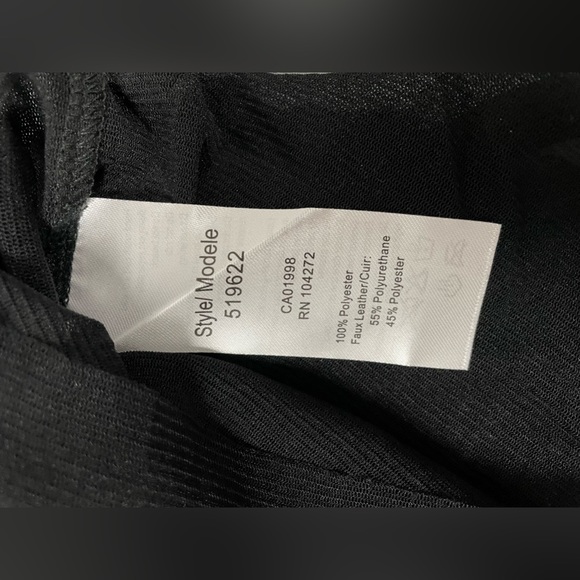 Style/ Modele
519622
CA01998
RN 104272
100% Polyester
Faux Leather/Cuir:
55% Polyurethane
45% Polyester